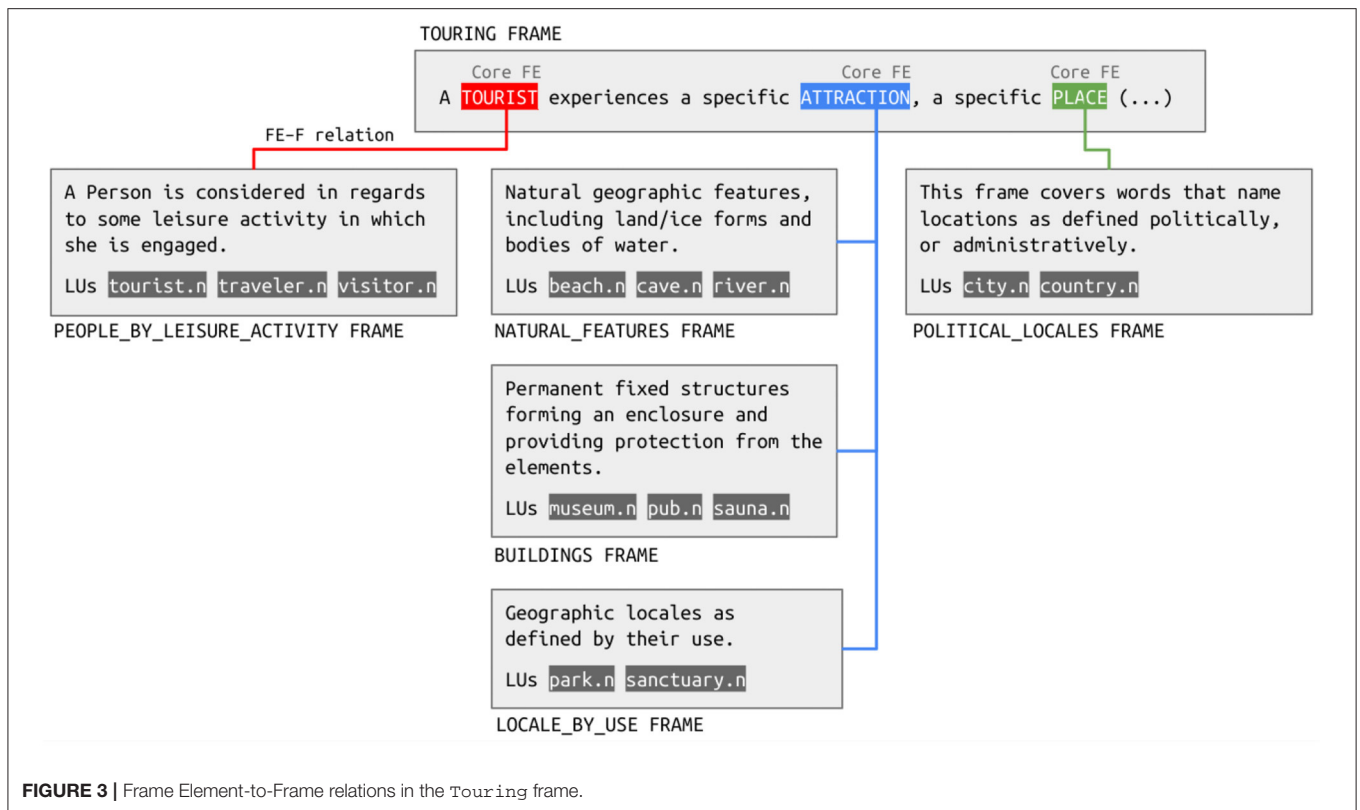 TOURING FRAME
Core FE Core FE Core FE
A TOURIST experiences a specific ATTRACTION, a specific PLACE (...)
FE-F relation
A Person is considered in regards
to some leisure activity in which
she is engaged.
LUs tourist.n traveler.n visitor.n
PEOPLE_BY_LEISURE_ACTIVITY FRAME
Natural geographic features,
including land/ice forms and
bodies of water.
LUs beach.n cave.n river.n
NATURAL_FEATURES FRAME
This frame covers words that name
locations as defined politically,
or administratively.
LUs city.n country.n
POLITICAL_LOCALES FRAME
Permanent fixed structures
forming an enclosure and
providing protection from the
elements.
LUs museum.n pub.n sauna.n
BUILDINGS FRAME
Geographic locales as
defined by their use.
LUs park.n sanctuary.n
LOCALE_BY_USE FRAME
FIGURE 3 | Frame Element-to-Frame relations in the Touring frame.